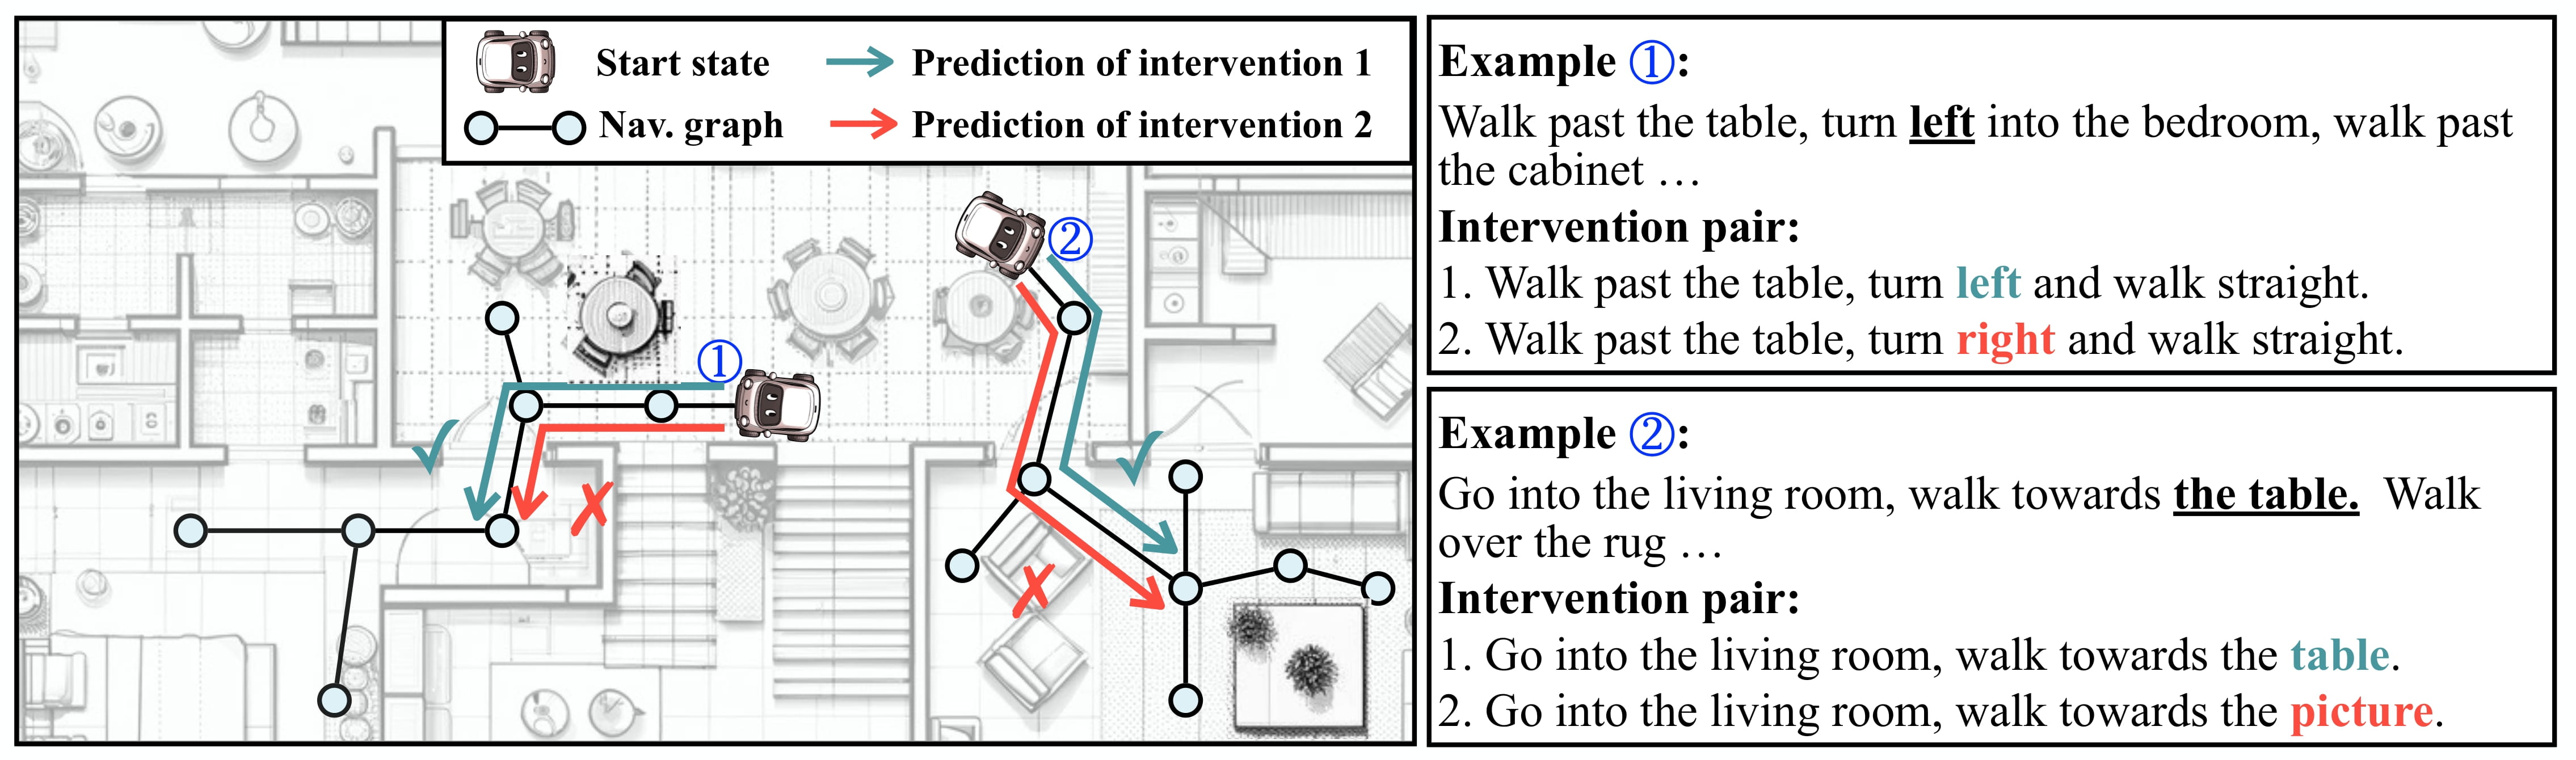 Start state
Prediction of intervention 1
Nav. graph
Prediction of intervention 2
①
②
Example ①:
Walk past the table, turn left into the bedroom, walk past
the cabinet …
Intervention pair:
1. Walk past the table, turn left and walk straight.
2. Walk past the table, turn right and walk straight.
Example ②:
Go into the living room, walk towards the table. Walk
over the rug …
Intervention pair:
1. Go into the living room, walk towards the table.
2. Go into the living room, walk towards the picture.